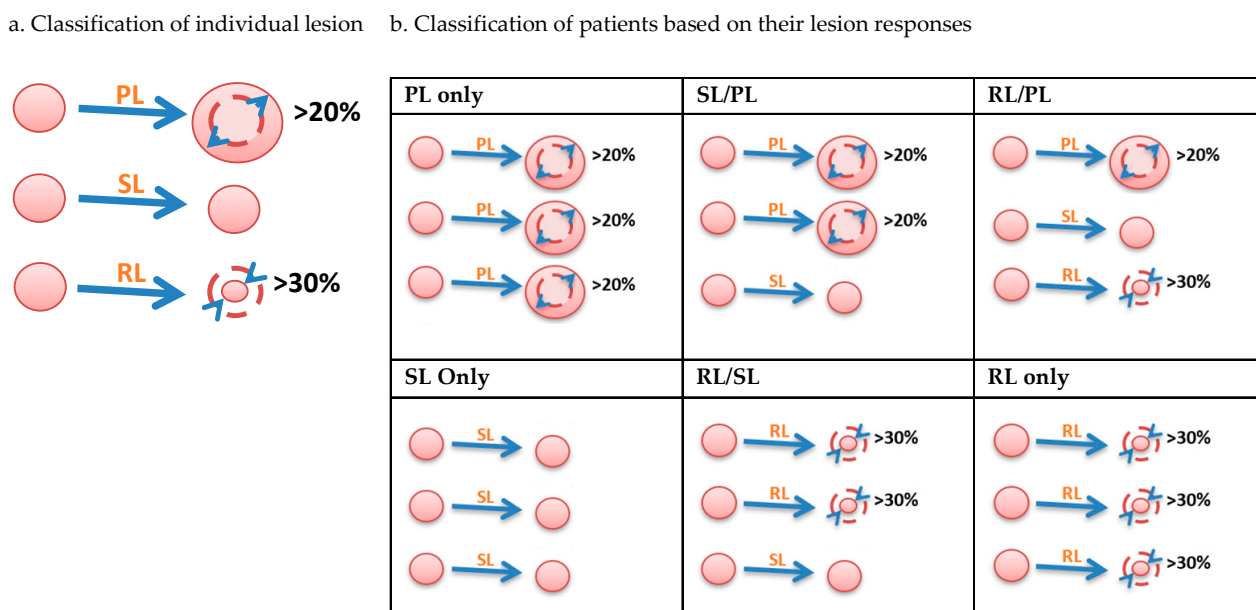 a. Classification of individual lesion
b. Classification of patients based on their lesion responses
PL
>20%
SL
RL
>30%
PL only
PL
>20%
PL
>20%
PL
>20%
SL/PL
PL
>20%
PL
>20%
SL
RL/PL
PL
>20%
SL
RL
>30%
SL Only
SL
SL
SL
RL/SL
RL
>30%
RL
>30%
SL
RL only
RL
>30%
RL
>30%
RL
>30%